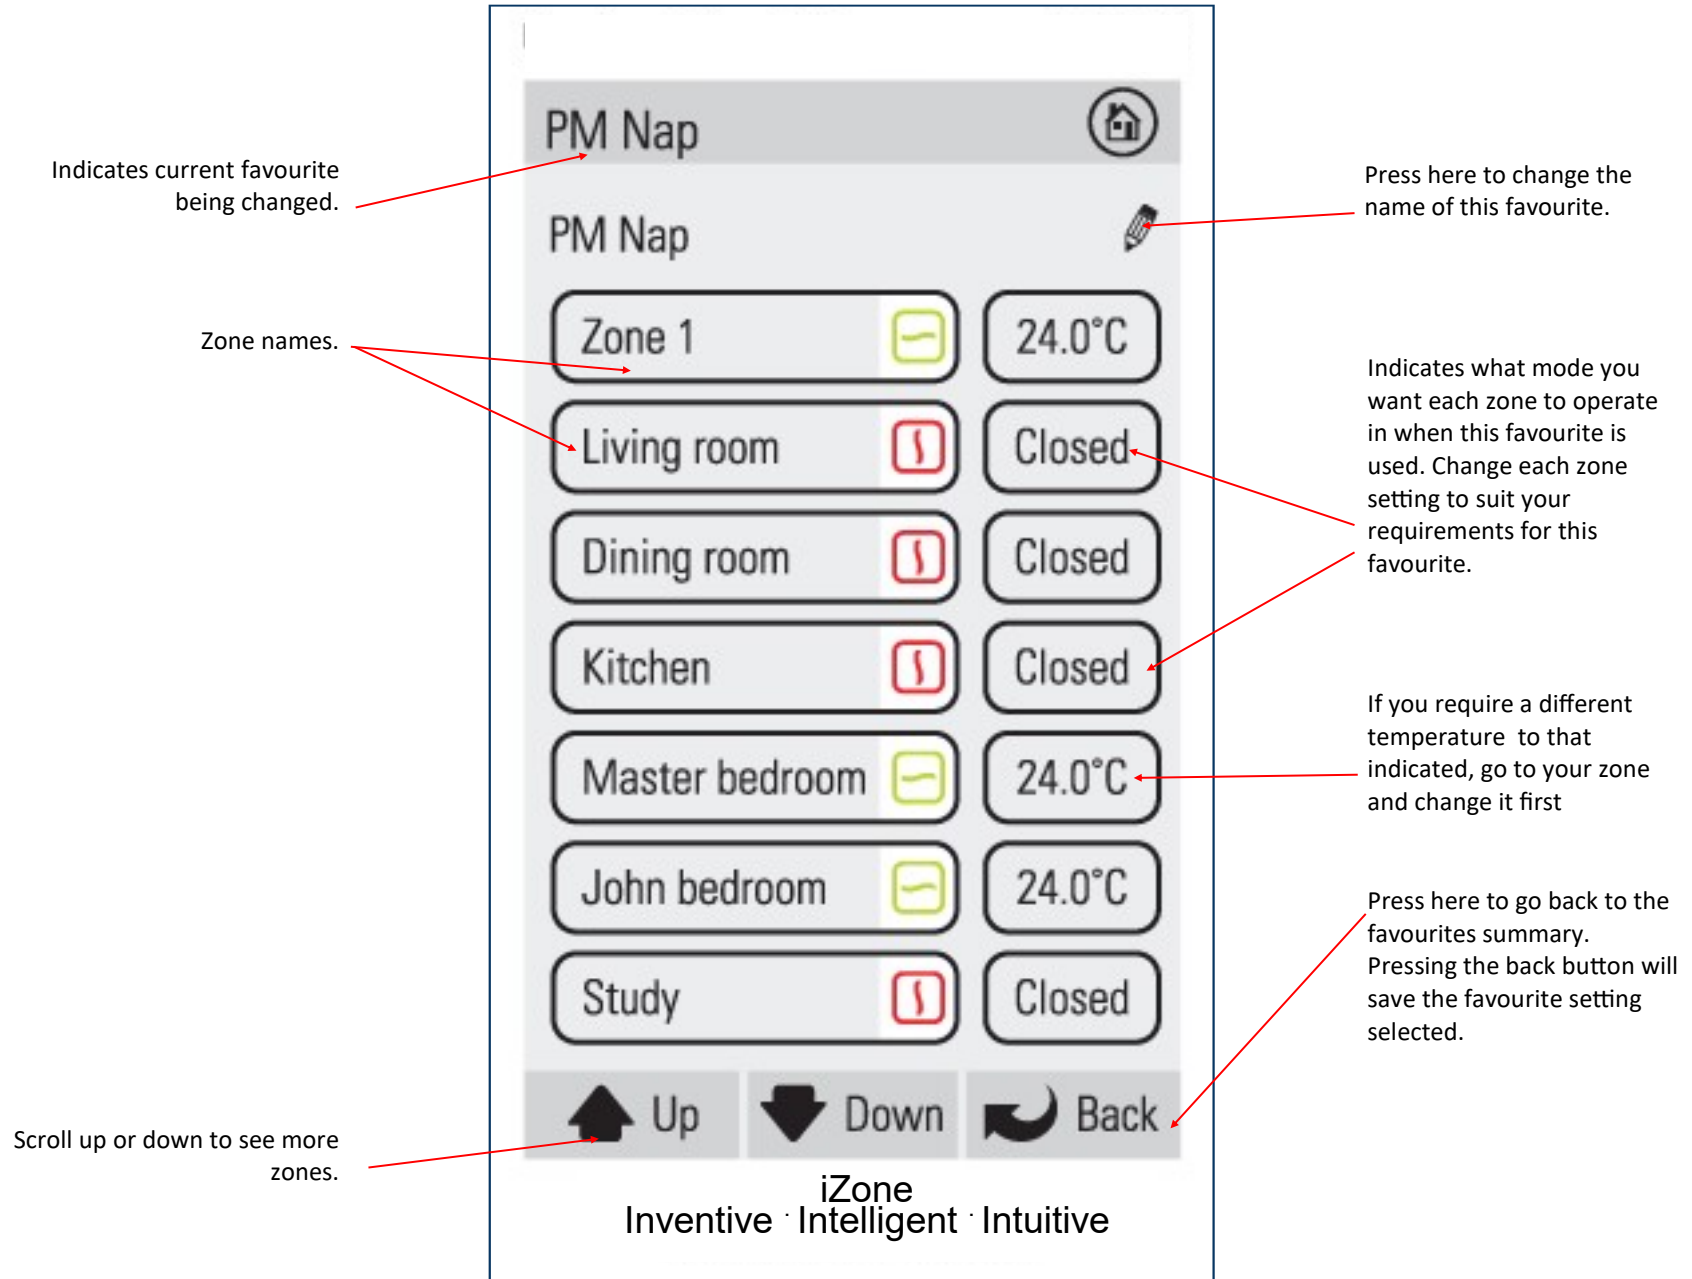 PM Nap
Indicates current favourite
being changed.
Press here to change the
name of this favourite.
PM Nap
Zone names.
Zone 1 24.0°C
Indicates what mode you
want each zone to operate
in when this favourite is
used. Change each zone
setting to suit your
requirements for this
favourite.
Living room Closed
Dining room Closed
Kitchen Closed
If you require a different
temperature to that
indicated, go to your zone
and change it first
Master bedroom 24.0°C
John bedroom 24.0°C
Press here to go back to the
favourites summary.
Pressing the back button will
save the favourite setting
selected.
Study Closed
Up Down Back
Scroll up or down to see more
zones.
iZone
Inventive · Intelligent · Intuitive